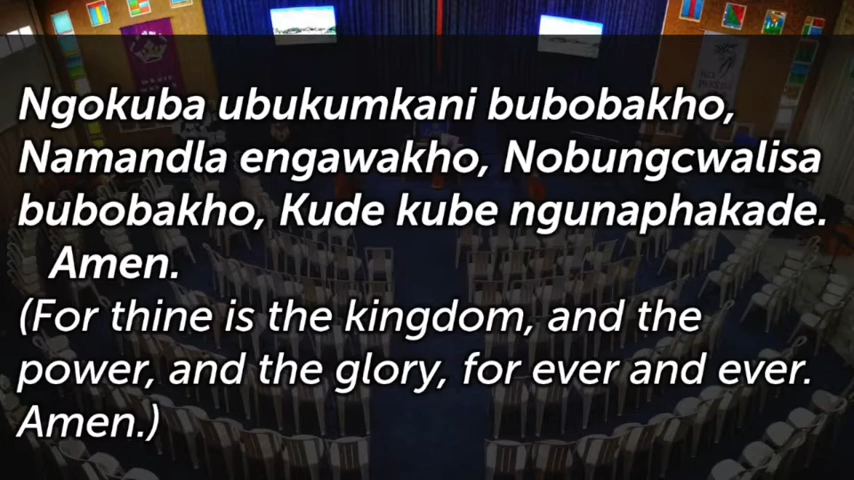 Ngokuba ubukumkani bubobakho,
Namandla engawakho, Nobungcwalisa
bubobakho, Kude kube ngunaphakade.
Amen.
(For thine is the kingdom, and the
power, and the glory, for ever and ever.
Amen.)